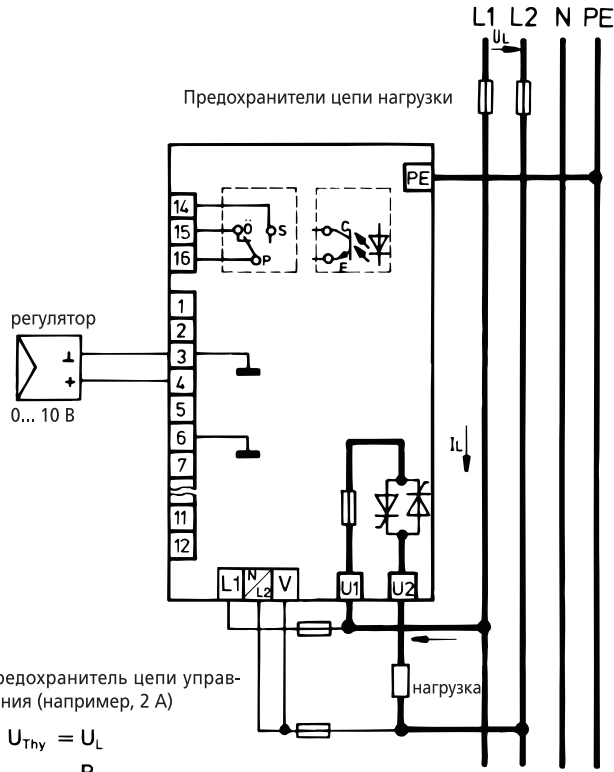 L1 L2 N PE
UL
Предохранители цепи нагрузки
PE
14
15
16
Ö S
P
C
E
регулятор
⊥
+
0... 10 В
1
2
3
4
5
6
7
11
12
IL
L1 N/L2 V U1 U2
нагрузка
редохранитель цепи управ-
ния (например, 2 А)
UThy = UL